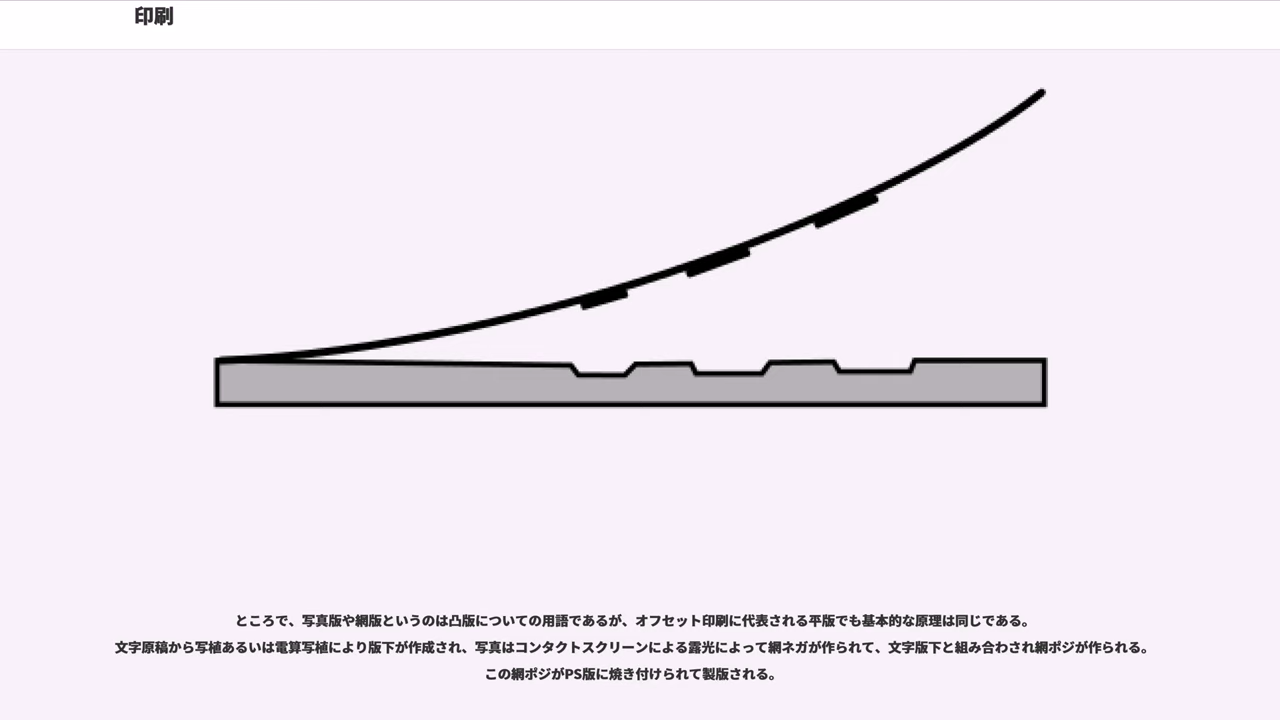 印刷
ところで、写真版や網版というのは凸版についての用語であるが、オフセット印刷に代表される平版でも基本的な原理は同じである。
文字原稿から写植あるいは電算写植により版下が作成され、写真はコンタクトスクリーンによる露光によって網ネガが作られて、文字版下と組み合わされ網ポジが作られる。
この網ポジがPS版に焼き付けられて製版される。